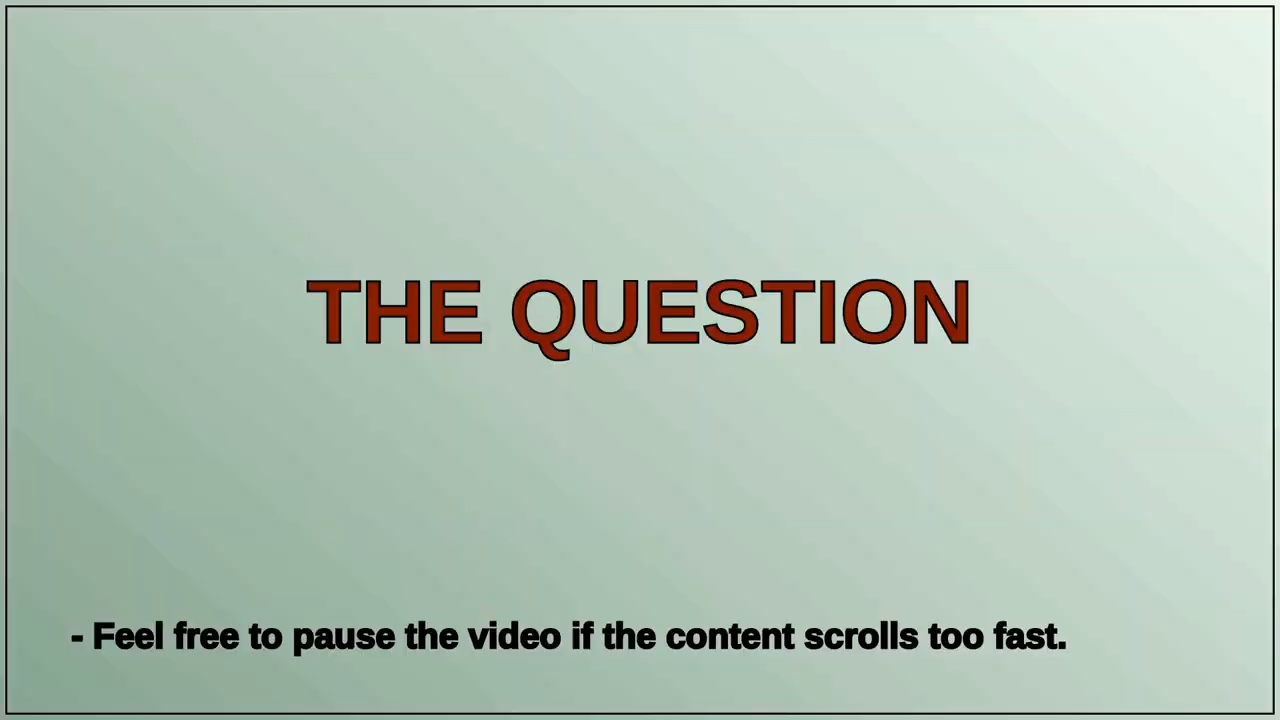 THE QUESTION
- Feel free to pause the video if the content scrolls too fast.